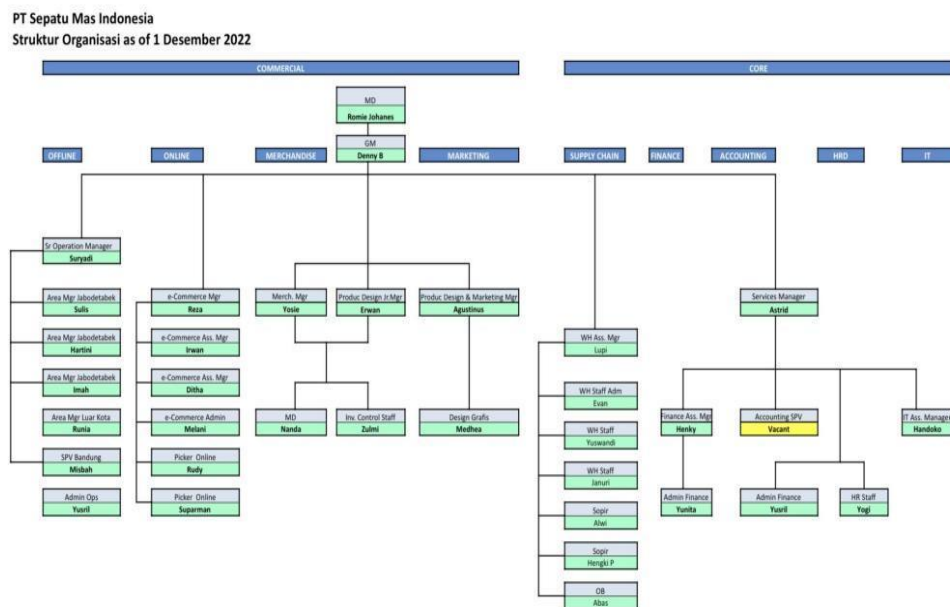 PT Sepatu Mas Indonesia
Struktur Organisasi as of 1 Desember 2022
COMMERCIAL
CORE
MD
Romie Johanes
GM
Denny B
OFFLINE
ONLINE
MERCHANDISE
MARKETING
SUPPLY CHAIN
FINANCE
ACCOUNTING
HRD
IT
Sr Operation Manager
Suryadi
Area Mgr Jabodetabek
Sulis
Area Mgr Jabodetabek
Hartini
Area Mgr Jabodetabek
Imah
Area Mgr Luar Kota
Runia
SPV Bandung
Misbah
Admin Ops
Yusril
e-Commerce Mgr
Reza
e-Commerce Ass. Mgr
Irwan
e-Commerce Ass. Mgr
Ditha
e-Commerce Admin
Melani
Picker Online
Rudy
Picker Online
Suparman
Merch. Mgr
Yosie
Produc Design Jr.Mgr
Erwan
Produc Design & Marketing Mgr
Agustinus
MD
Nanda
Inv. Control Staff
Zulmi
Design Grafis
Medhea
WH Ass. Mgr
Lupi
WH Staff Adm
Evan
WH Staff
Yuswandi
WH Staff
Januri
Sopir
Alwi
Sopir
Hengki P
OB
Abas
Services Manager
Astrid
Finance Ass. Mgr
Henky
Accounting SPV
Vacant
IT Ass. Manager
Handoko
Admin Finance
Yunita
Admin Finance
Yusril
HR Staff
Yogi